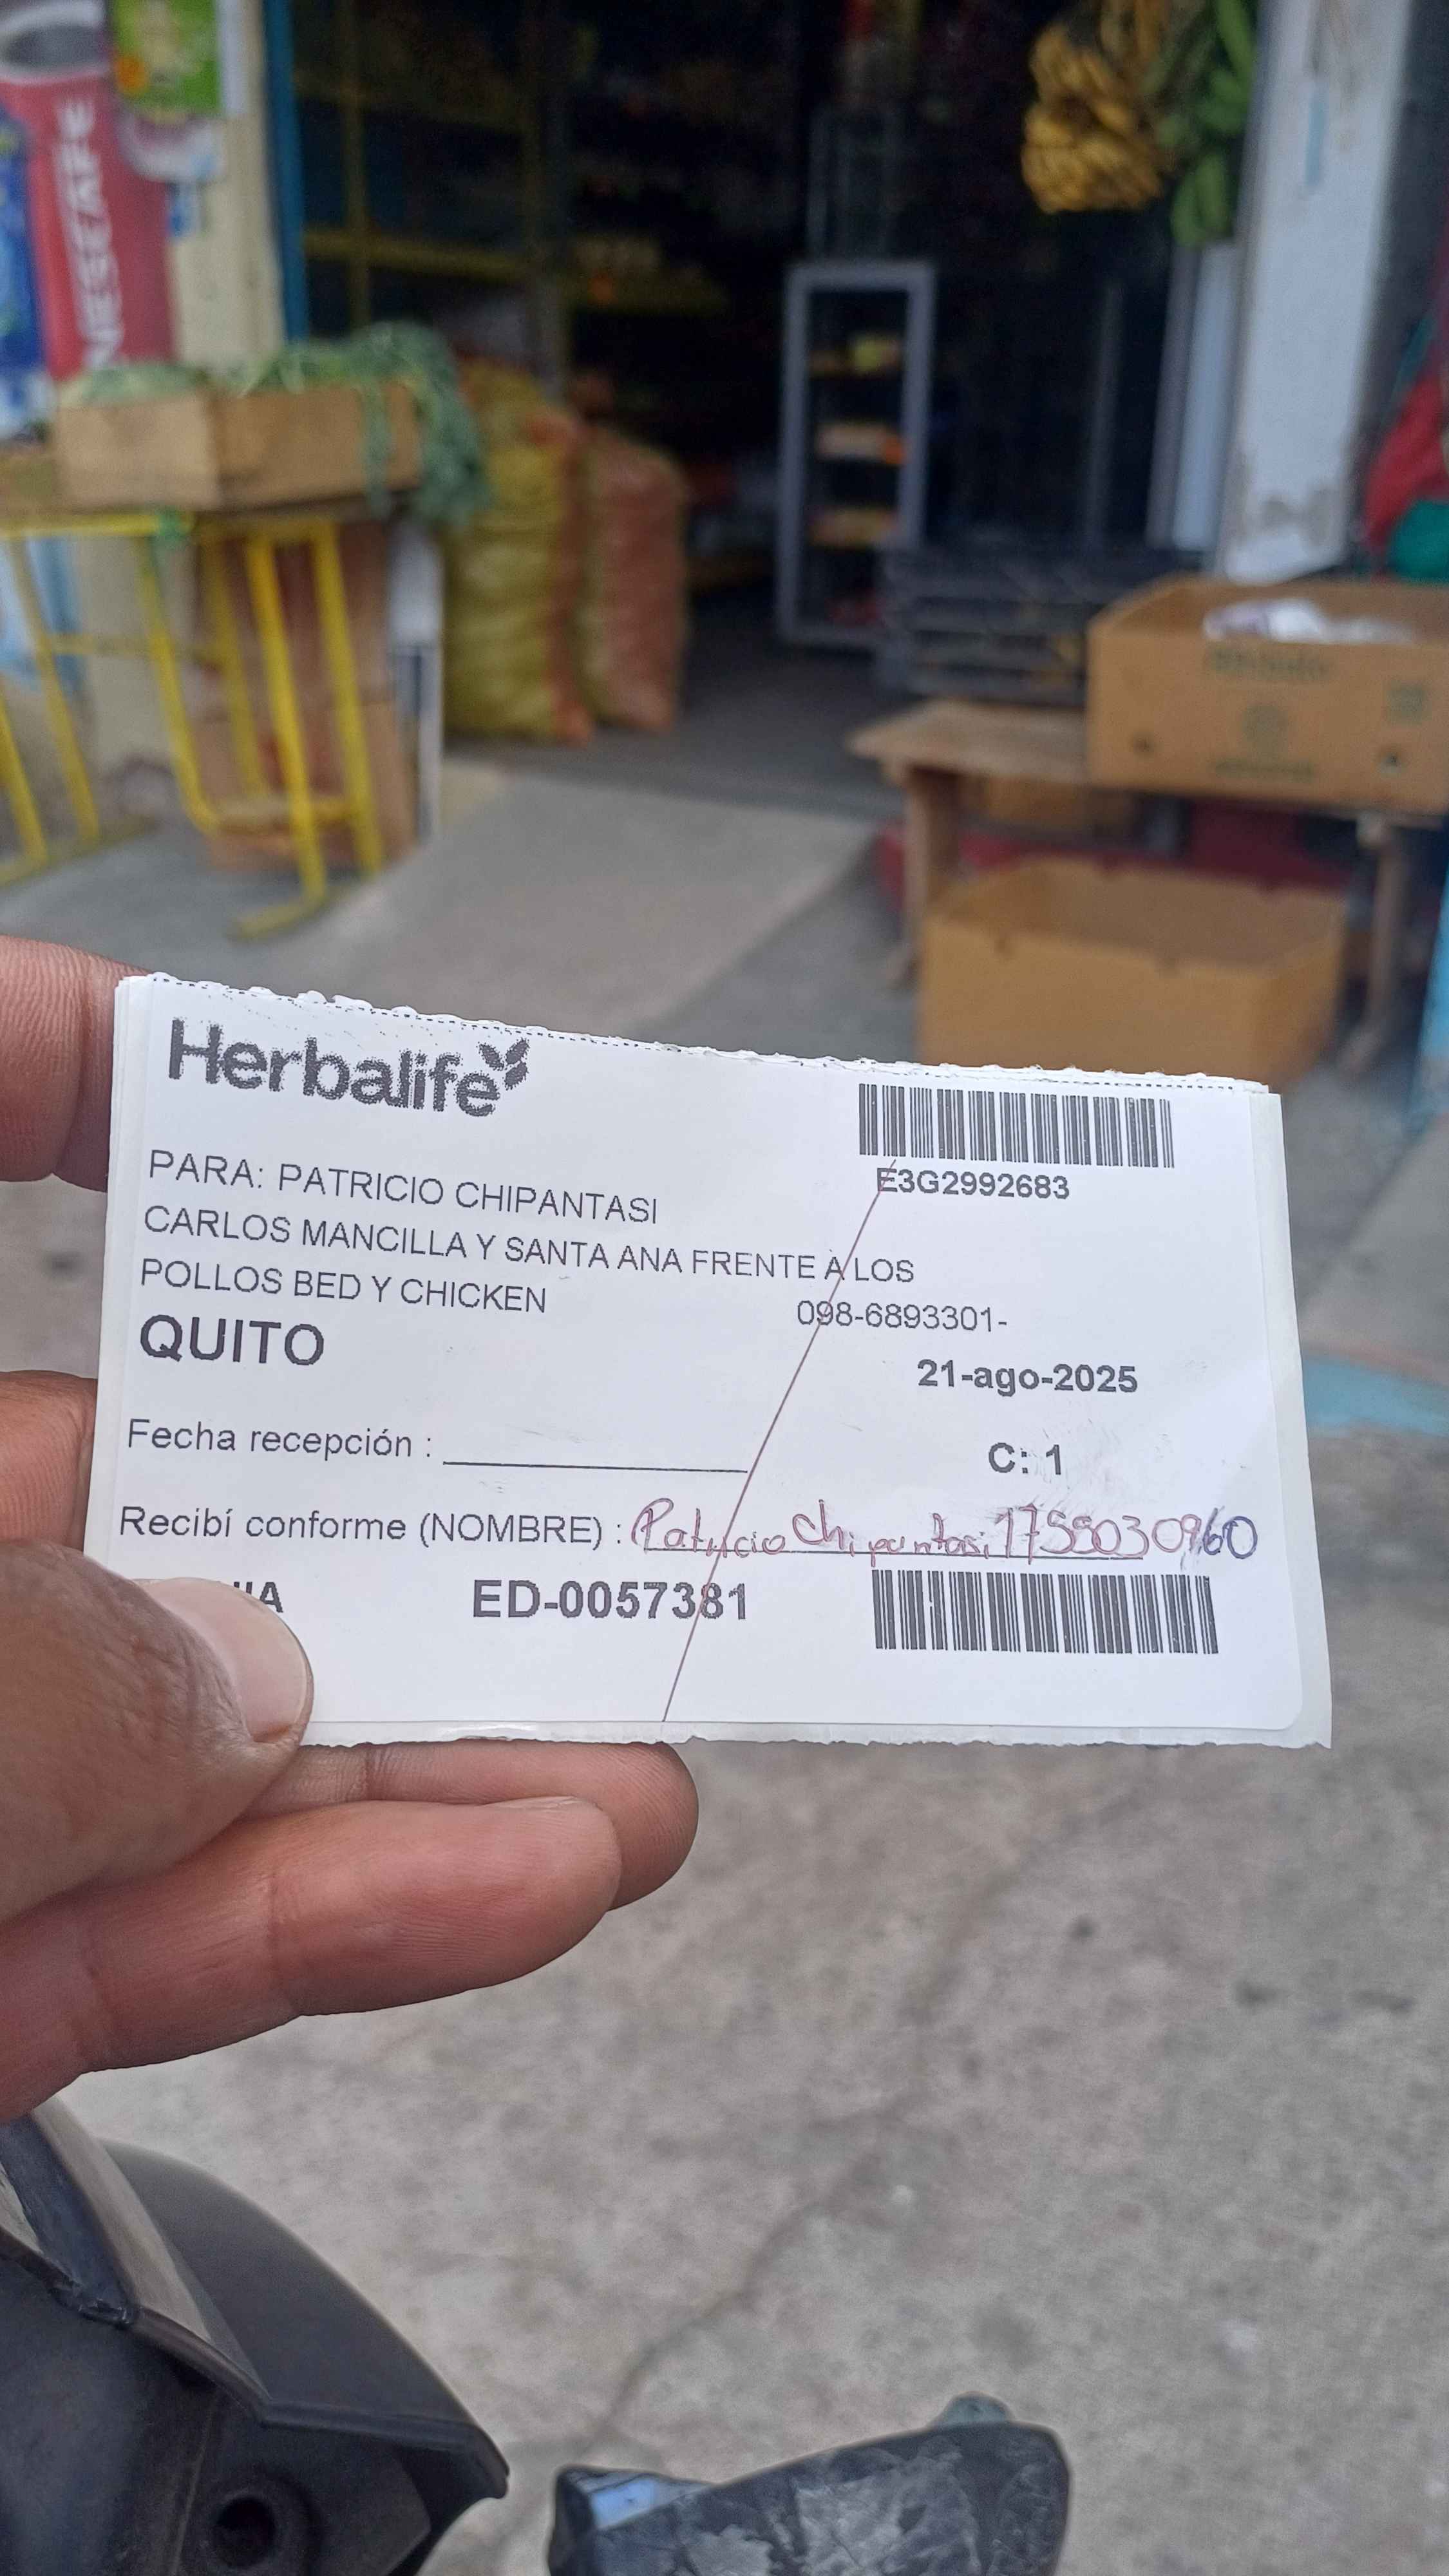 NESCAFE
Herbalife
E3G2992683
PARA: PATRICIO CHIPANTASI
CARLOS MANCILLA Y SANTA ANA FRENTE A LOS
POLLOS BED Y CHICKEN
098-6893301-
QUITO
21-ago-2025
Fecha recepción :
C: 1
Recibí conforme (NOMBRE) : Patricio Chipantasi 1755030960
ED-0057381